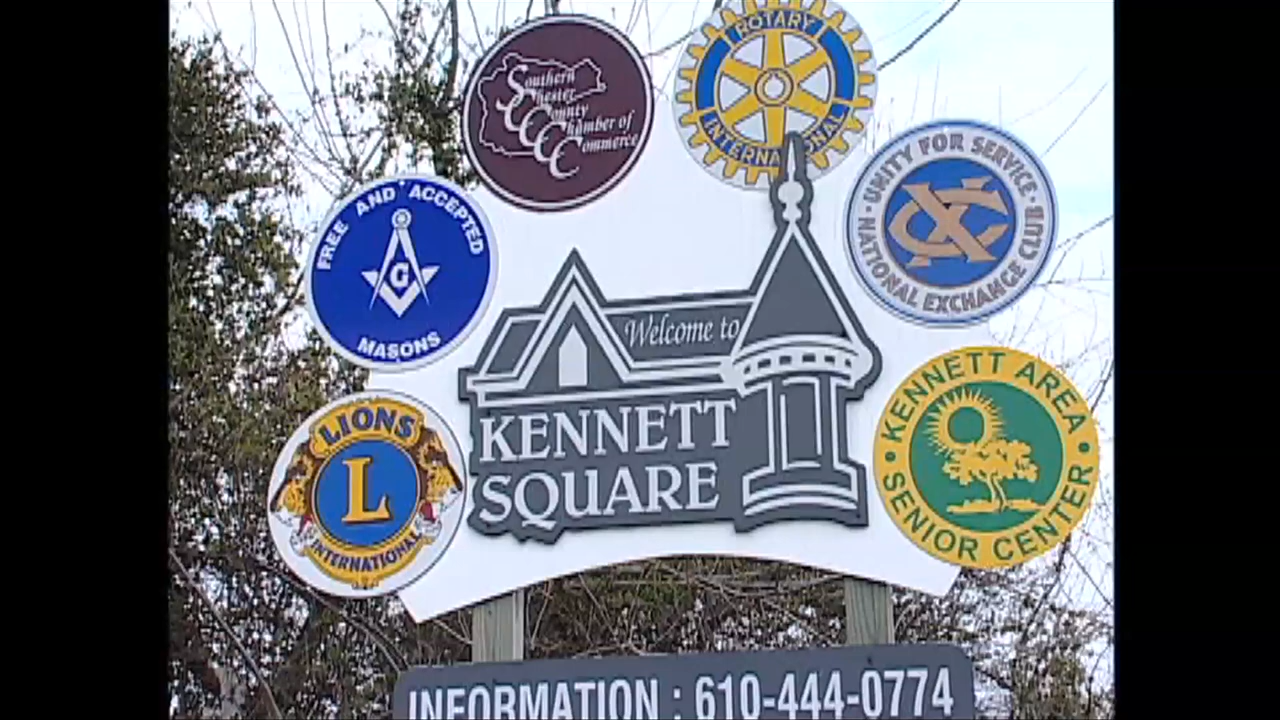 Southern
Chester
County
Chamber of
Commerce
ROTARY
INTERNATIONAL
FREE AND ACCEPTED
G
MASONS
UNITY FOR SERVICE
XC
NATIONAL EXCHANGE CLUB
Welcome to
KENNETT
SQUARE
LIONS
L
INTERNATIONAL
KENNETT AREA
SENIOR CENTER
INFORMATION : 610-444-0774